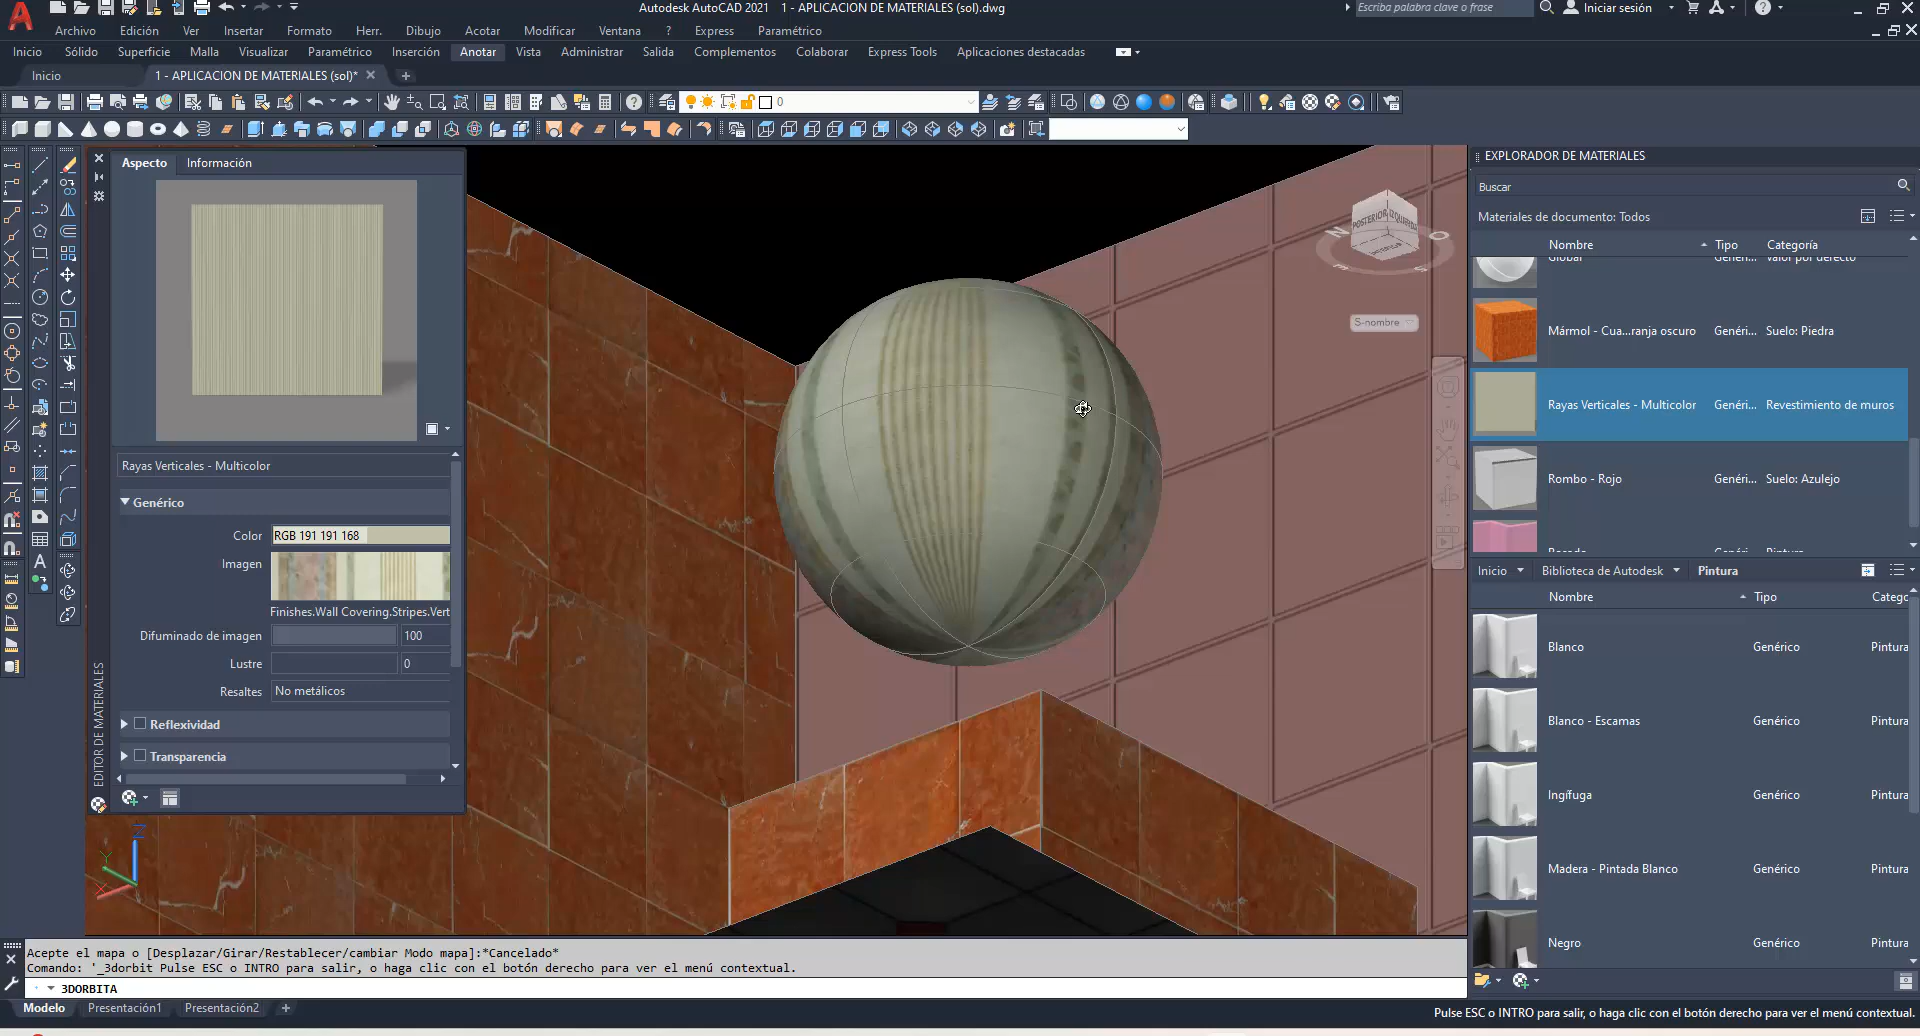 Autodesk AutoCAD 2021 1 - APLICACION DE MATERIALES (sol).dwg
Escriba palabra clave o frase
Iniciar sesión
Archivo Edición Ver Insertar Formato Herr. Dibujo Acotar Modificar Ventana ? Express Paramétrico
Inicio Sólido Superficie Malla Visualizar Paramétrico Inserción Anotar Vista Salida Administrar Complementos Colaborar Express Tools Aplicaciones destacadas
Inicio
1 - APLICACION DE MATERIALES (sol)*
0
Aspecto Información
Rayas Verticales - Multicolor
Genérico
Color RGB 191 191 168
Imagen
Finishes.Wall Covering.Stripes.Vert
Difuminado de imagen 100
Lustre 0
Resaltes No metálicos
Reflexividad
Transparencia
EDITOR DE MATERIALES
POSTERIOR
IZQUIERDA
N
O
S
S-nombre
Z
Y
X
EXPLORADOR DE MATERIALES
Buscar
Materiales de documento: Todos
Nombre Tipo Categoría
Global Genéri... Valor por defecto
Mármol - Cua...ranja oscuro Genéri... Suelo: Piedra
Rayas Verticales - Multicolor Genéri... Revestimiento de muros
Rombo - Rojo Genéri... Suelo: Azulejo
Inicio Biblioteca de Autodesk Pintura
Nombre Tipo Catego
Blanco Genérico Pintura
Blanco - Escamas Genérico Pintura
Ingífuga Genérico Pintura
Madera - Pintada Blanco Genérico Pintura
Negro Genérico Pintura
Acepte el mapa o [Desplazar/Girar/Restablecer/cambiar Modo mapa]:*Cancelado*
Comando: '_3dorbit Pulse ESC o INTRO para salir, o haga clic con el botón derecho para ver el menú contextual.
3DORBITA
Modelo Presentación1 Presentación2 +
Pulse ESC o INTRO para salir, o haga clic con el botón derecho para ver el menú contextual.